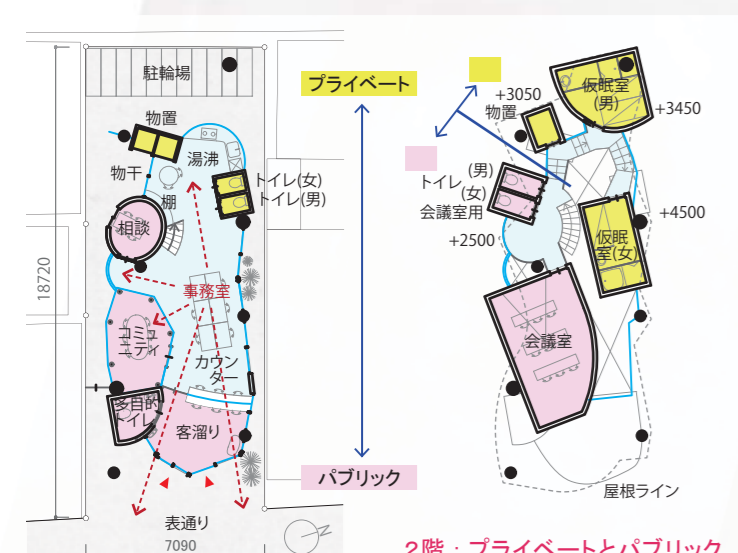 駐輪場
物置
湯沸
物干
棚
トイレ(女)
トイレ(男)
相談
事務室
コミュ
ニティ
カウン
ター
多目的
トイレ
客溜り
表通り
18720
7090
N
プライベート
パブリック
+3050
物置
仮眠室
(男)
+3450
(男)
トイレ
(女)
会議室用
+2500
+4500
仮眠
室(女)
会議室
屋根ライン
2階：プライベートとパブリック